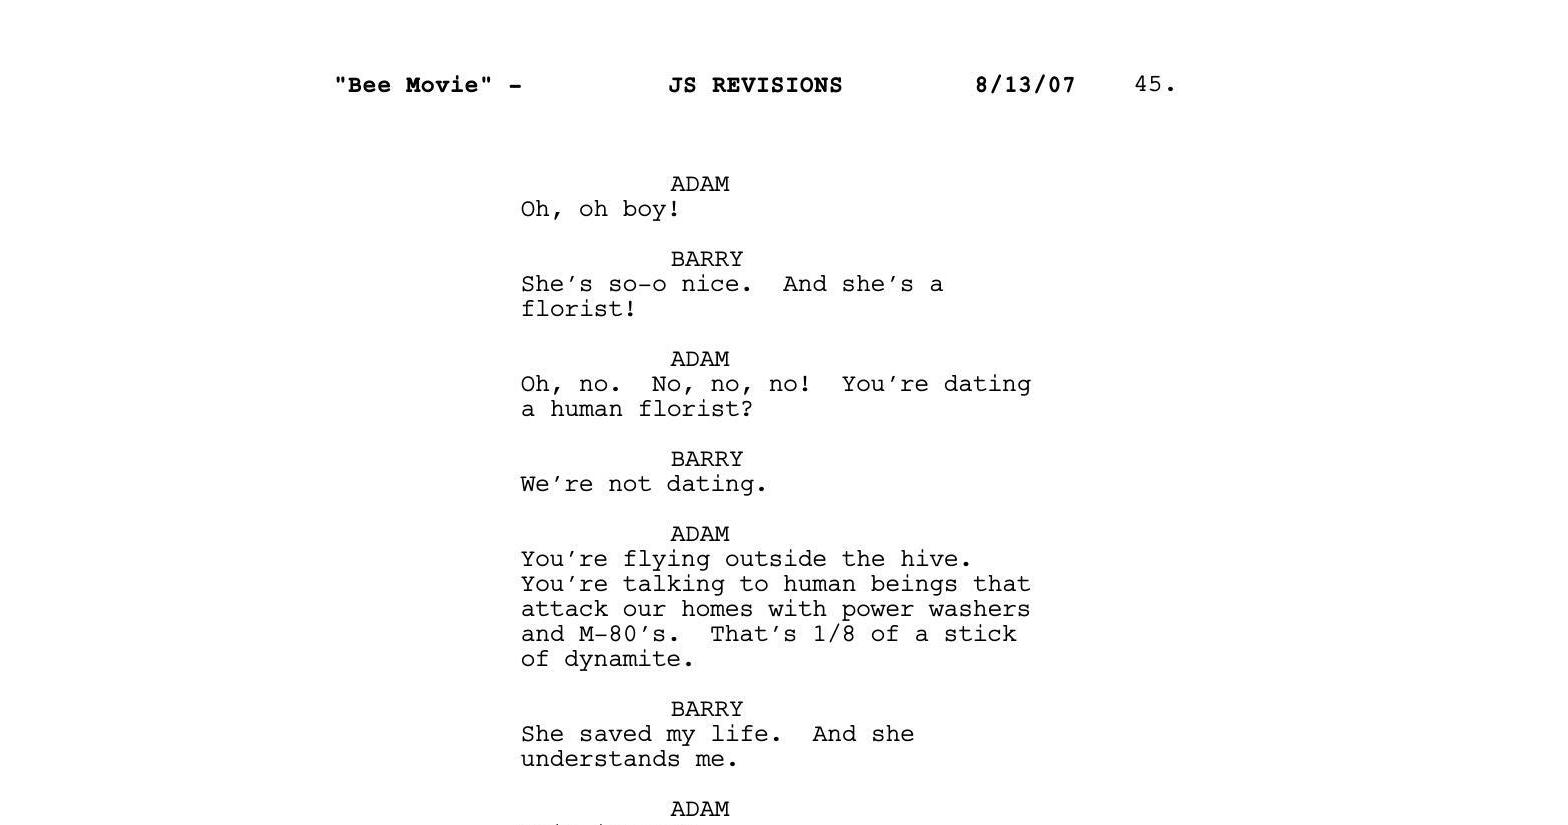 "Bee Movie" - JS REVISIONS 8/13/07 45.
ADAM
Oh, oh boy!
BARRY
She's so-o nice.  And she's a
florist!
ADAM
Oh, no.  No, no, no!  You're dating
a human florist?
BARRY
We're not dating.
ADAM
You're flying outside the hive.
You're talking to human beings that
attack our homes with power washers
and M-80's.  That's 1/8 of a stick
of dynamite.
BARRY
She saved my life.  And she
understands me.
ADAM